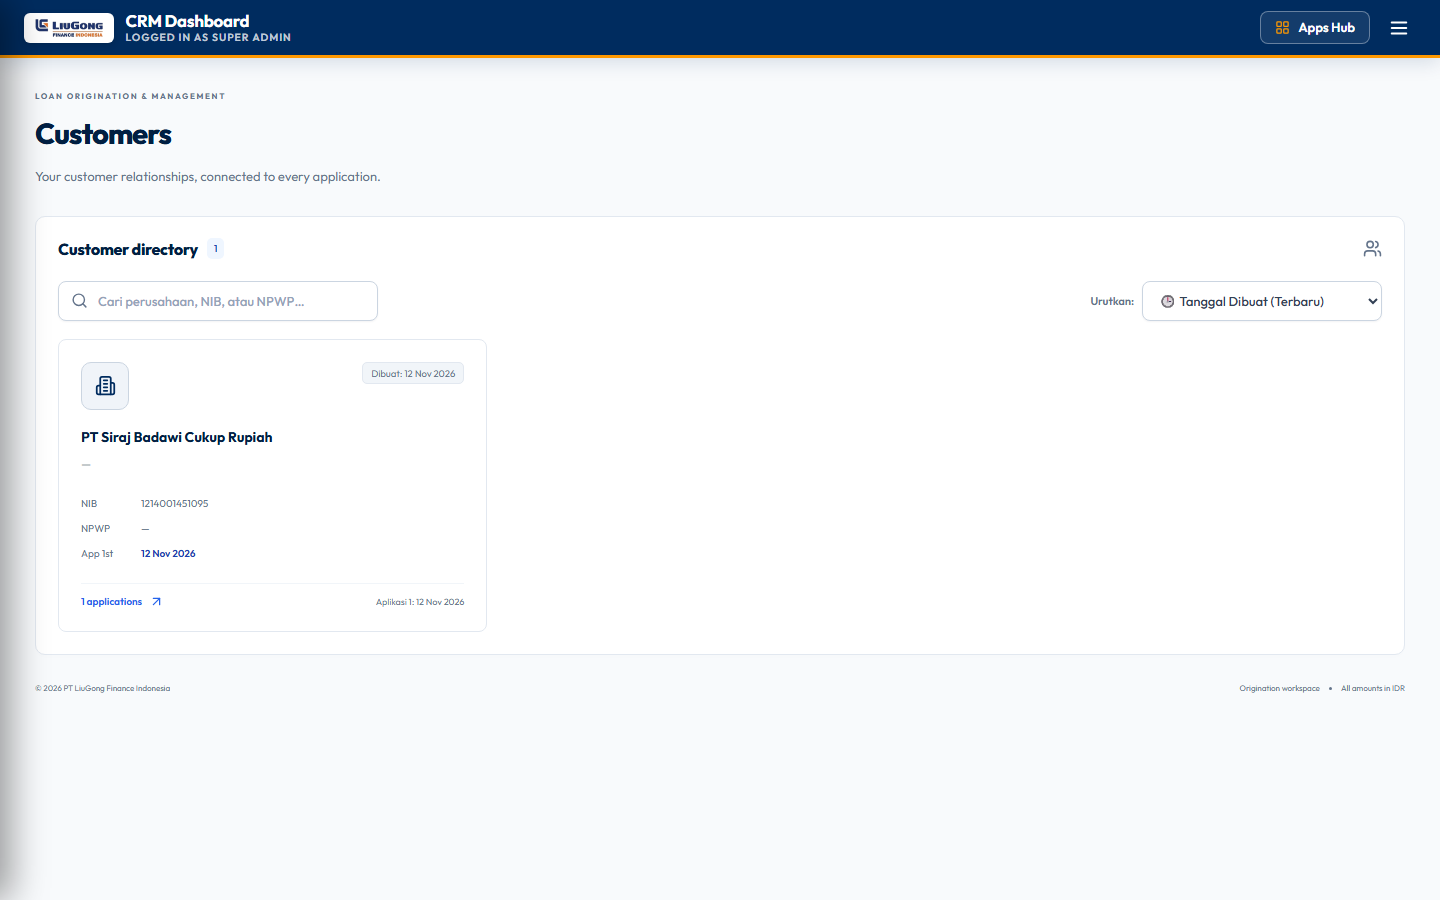 LIUGONG
FINANCE INDONESIA
CRM Dashboard
LOGGED IN AS SUPER ADMIN
Apps Hub
LOAN ORIGINATION & MANAGEMENT
Customers
Your customer relationships, connected to every application.
Customer directory 1
Cari perusahaan, NIB, atau NPWP...
Urutkan: Tanggal Dibuat (Terbaru)
Dibuat: 12 Nov 2026
PT Siraj Badawi Cukup Rupiah
—
NIB 1214001451095
NPWP —
App 1st 12 Nov 2026
1 applications Aplikasi 1: 12 Nov 2026
© 2026 PT LiuGong Finance Indonesia
Origination workspace • All amounts in IDR